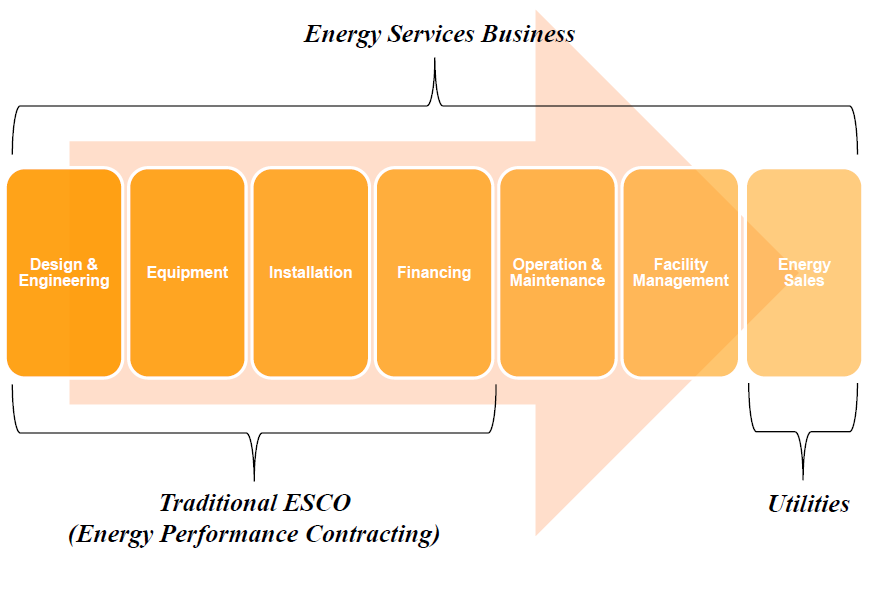 Energy Services Business
Design &
Engineering
Equipment
Installation
Financing
Operation &
Maintenance
Facility
Management
Energy
Sales
Traditional ESCO
(Energy Performance Contracting)
Utilities